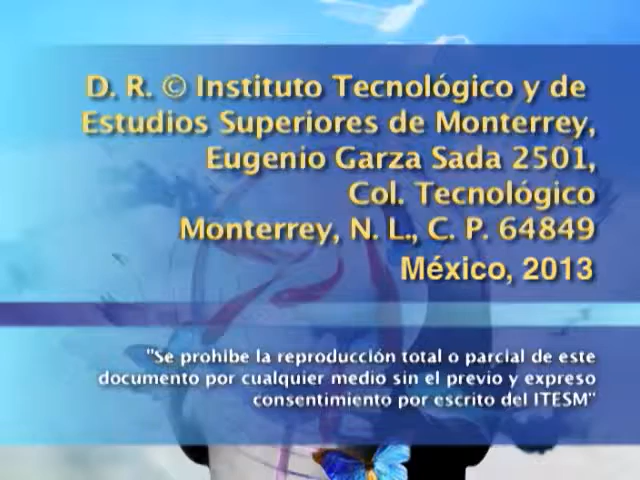 D. R. © Instituto Tecnológico y de
Estudios Superiores de Monterrey,
Eugenio Garza Sada 2501,
Col. Tecnológico
Monterrey, N. L., C. P. 64849
México, 2013
"Se prohibe la reproducción total o parcial de este
documento por cualquier medio sin el previo y expreso
consentimiento por escrito del ITESM"